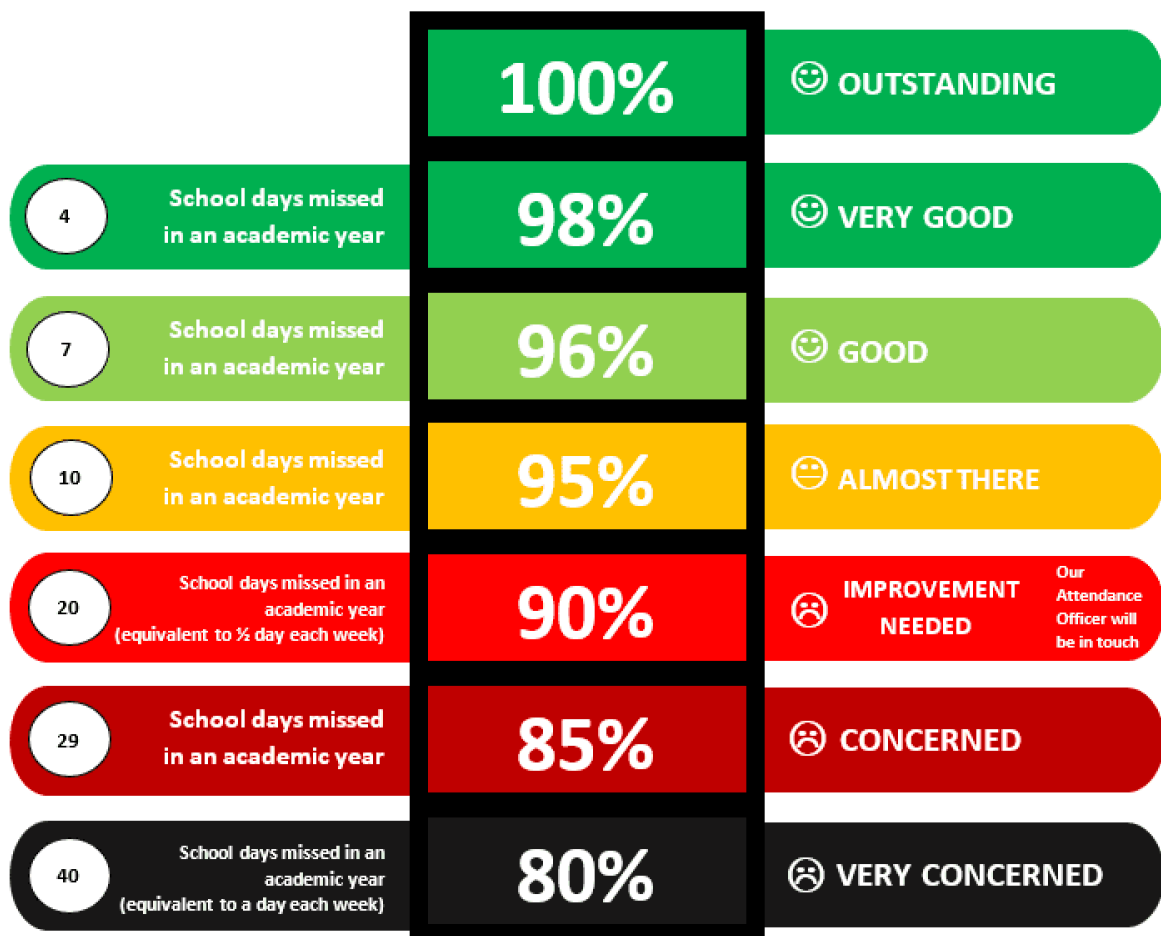 100%
OUTSTANDING
4
School days missed
in an academic year
98%
VERY GOOD
7
School days missed
in an academic year
96%
GOOD
10
School days missed
in an academic year
95%
ALMOST THERE
20
School days missed in an
academic year
(equivalent to ½ day each week)
90%
IMPROVEMENT
NEEDED
Our
Attendance
Officer will
be in touch
29
School days missed
in an academic year
85%
CONCERNED
40
School days missed in an
academic year
(equivalent to a day each week)
80%
VERY CONCERNED